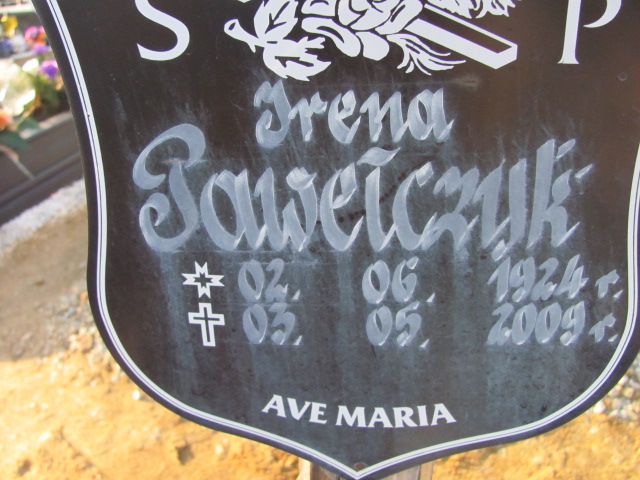 S P
Irena
Pawełczyk
02. 06. 1924 r.
03. 05. 2009 r.
AVE MARIA